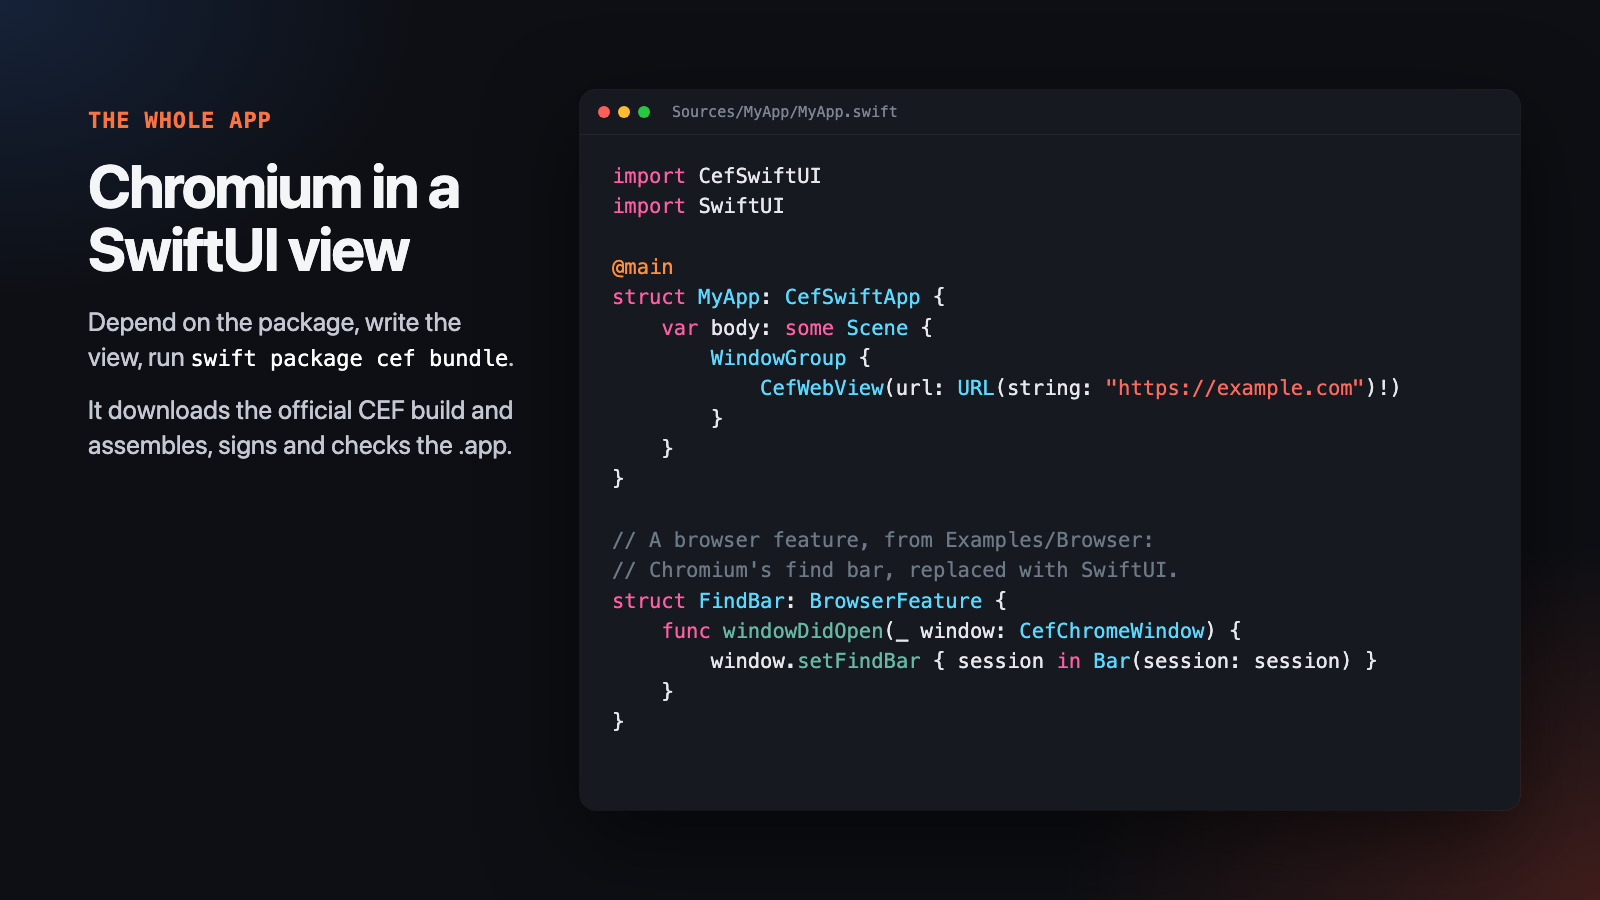 THE WHOLE APP
Chromium in a
SwiftUI view
Depend on the package, write the
view, run swift package cef bundle.
It downloads the official CEF build and
assembles, signs and checks the .app.
Sources/MyApp/MyApp.swift
import CefSwiftUI
import SwiftUI
@main
struct MyApp: CefSwiftApp {
    var body: some Scene {
        WindowGroup {
            CefWebView(url: URL(string: "https://example.com")!)
        }
    }
}
// A browser feature, from Examples/Browser:
// Chromium's find bar, replaced with SwiftUI.
struct FindBar: BrowserFeature {
    func windowDidOpen(_ window: CefChromeWindow) {
        window.setFindBar { session in Bar(session: session) }
    }
}